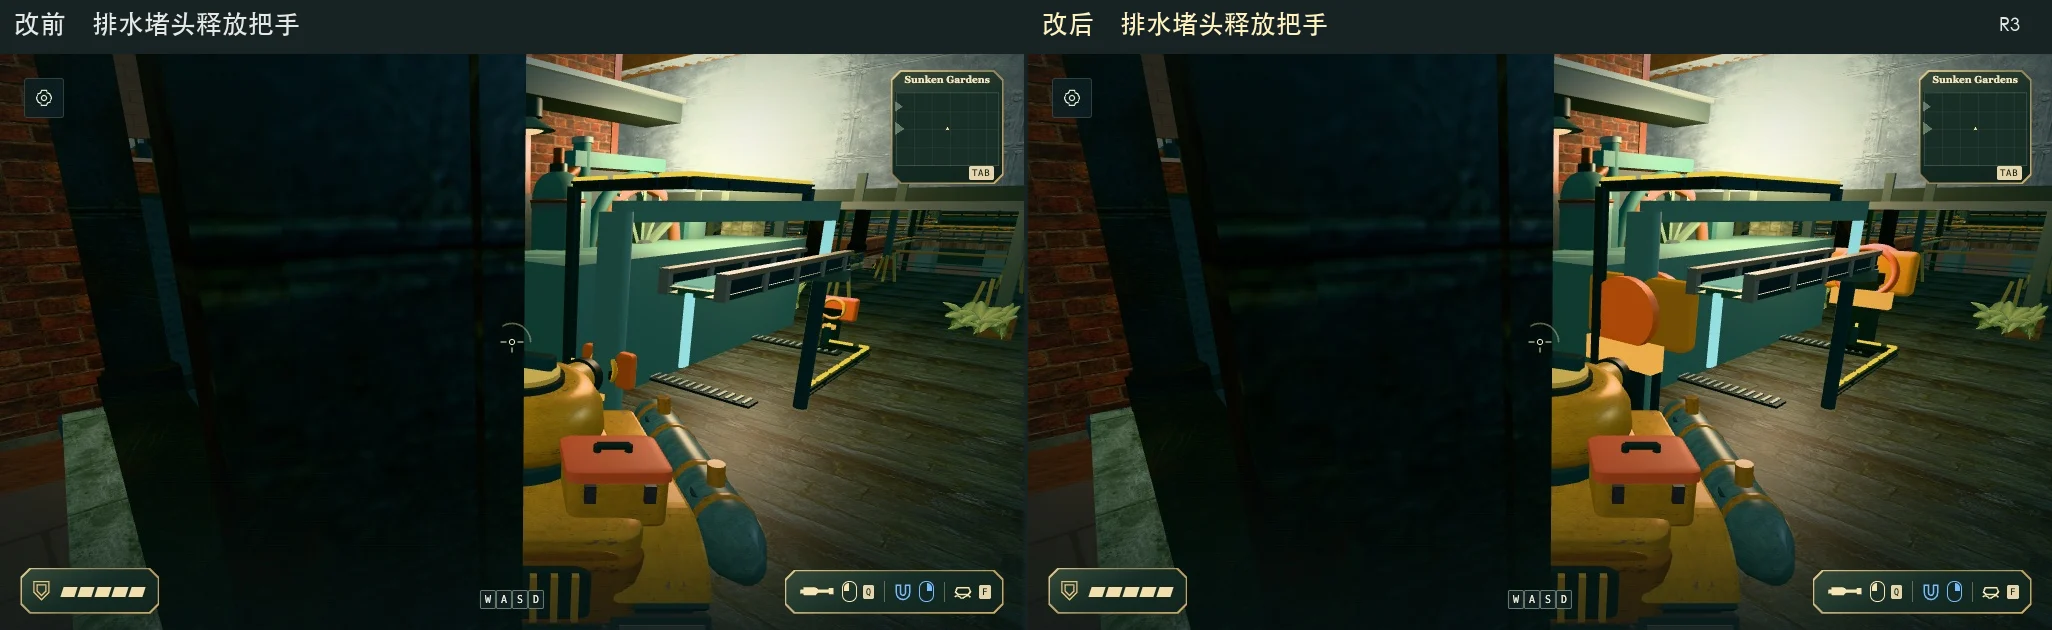 改前 排水堵头释放把手
改后 排水堵头释放把手
R3
Sunken Gardens
TAB
W A S D
Q
F
Sunken Gardens
TAB
W A S D
Q
F